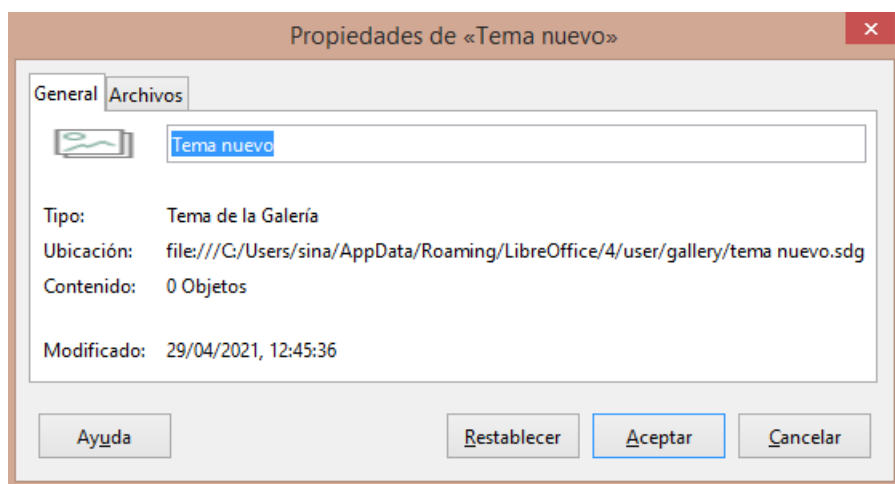 Propiedades de «Tema nuevo»
General Archivos
Tema nuevo
Tipo: Tema de la Galería
Ubicación: file:///C:/Users/sina/AppData/Roaming/LibreOffice/4/user/gallery/tema nuevo.sdg
Contenido: 0 Objetos
Modificado: 29/04/2021, 12:45:36
Ayuda Restablecer Aceptar Cancelar